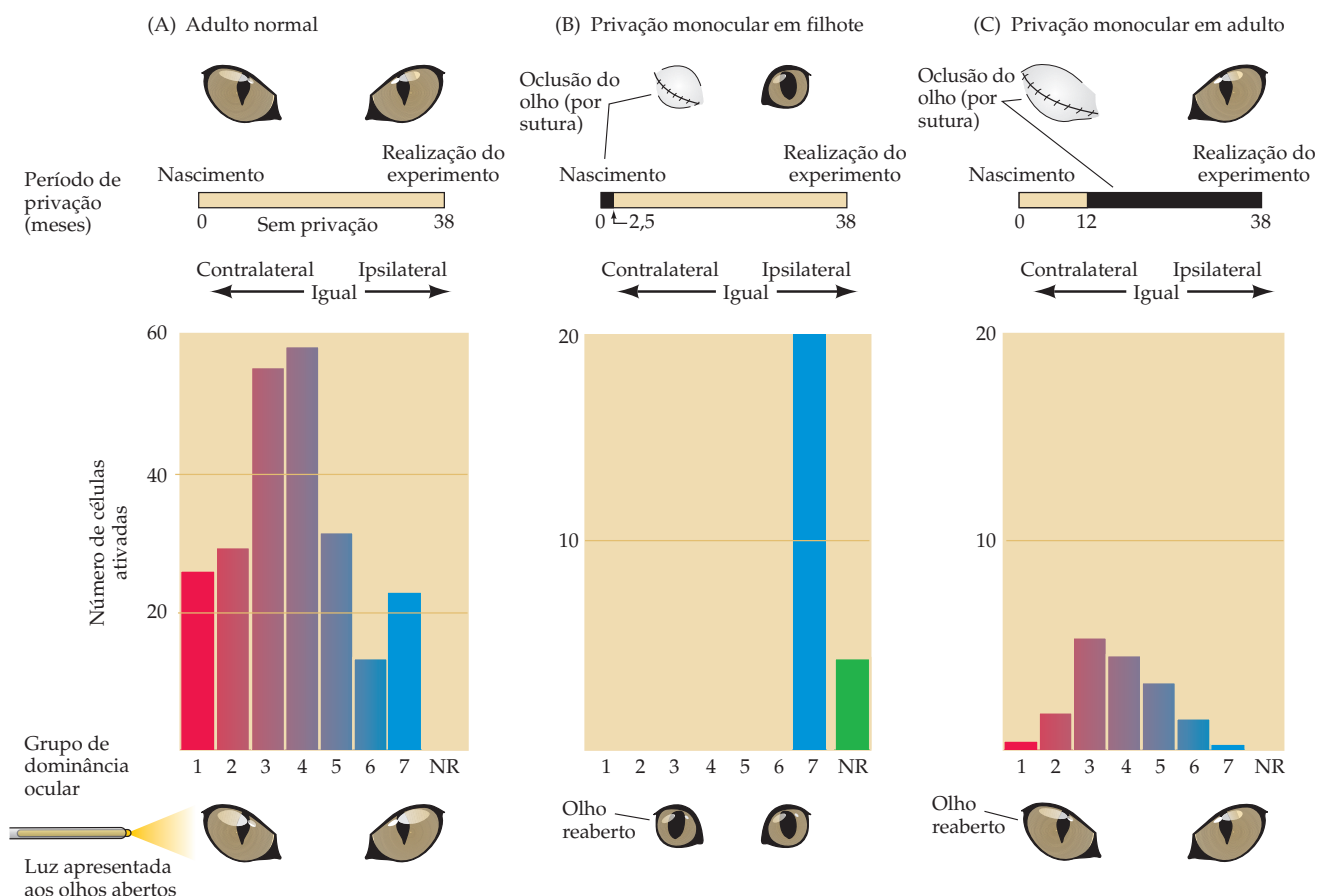 (A) Adulto normal
Período de
privação
(meses)
Nascimento
Realização do
experimento
0
Sem privação
38
Contralateral
Ipsilateral
Igual
Número de células
ativadas
60
40
20
Grupo de
dominância
ocular
1 2 3 4 5 6 7 NR
Luz apresentada
aos olhos abertos
(B) Privação monocular em filhote
Oclusão do
olho (por
sutura)
Nascimento
Realização do
experimento
0
2,5
38
Contralateral
Ipsilateral
Igual
20
10
1 2 3 4 5 6 7 NR
Olho
reaberto
(C) Privação monocular em adulto
Oclusão do
olho (por
sutura)
Nascimento
Realização do
experimento
0
12
38
Contralateral
Ipsilateral
Igual
20
10
1 2 3 4 5 6 7 NR
Olho
reaberto